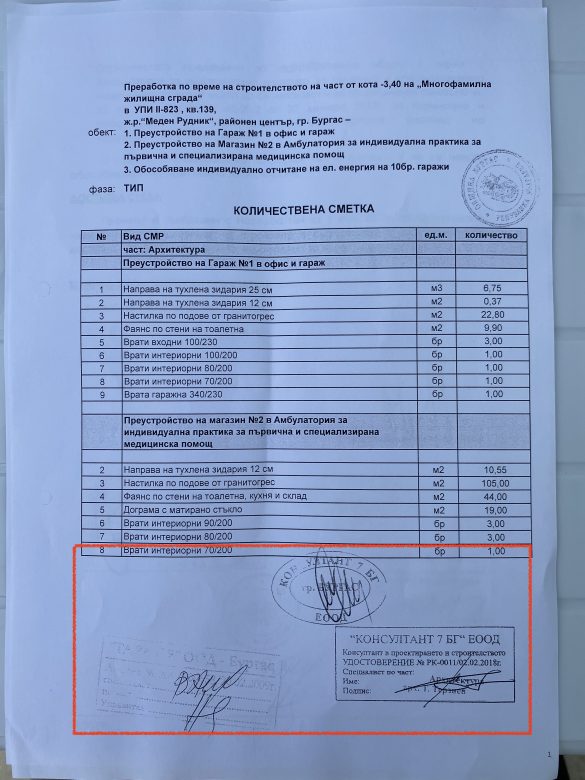 Преработка по време на строителството на част от кота -3,40 на „Многофамилна
жилищна сграда“
в УПИ II-823 , кв.139,
ж.р.“Меден Рудник“, районен център, гр. Бургас –
обект: 1. Преустройство на Гараж №1 в офис и гараж
2. Преустройство на Магазин №2 в Амбулатория за индивидуална практика за
първична и специализирана медицинска помощ
3. Обособяване индивидуално отчитане на ел. енергия на 10бр. гаражи
фаза: ТИП
КОЛИЧЕСТВЕНА СМЕТКА
№ Вид СМР ед.м. количество
част: Архитектура
Преустройство на Гараж №1 в офис и гараж
1 Направа на тухлена зидария 25 см м3 6,75
2 Направа на тухлена зидария 12 см м2 0,37
3 Настилка по подове от гранитогрес м2 22,80
4 Фаянс по стени на тоалетна м2 9,90
5 Врати входни 100/230 бр 3,00
6 Врати интериорни 100/200 бр 1,00
7 Врати интериорни 80/200 бр 1,00
8 Врати интериорни 70/200 бр 1,00
9 Врата гаражна 340/230 бр 1,00
Преустройство на магазин №2 в Амбулатория за
индивидуална практика за първична и специализирана
медицинска помощ
2 Направа на тухлена зидария 12 см м2 10,55
3 Настилка по подове от гранитогрес м2 105,00
4 Фаянс по стени на тоалетна, кухня и склад м2 44,00
5 Дограма с матирано стъкло м2 19,00
6 Врати интериорни 90/200 бр 3,00
7 Врати интериорни 80/200 бр 3,00
8 Врати интериорни 70/200 бр 1,00
КОНСУЛТАНТ 7 БГ
гр. БУРГАС
ЕООД
"КОНСУЛТАНТ 7 БГ" ЕООД
Консултант в проектирането и строителството
УДОСТОВЕРЕНИЕ № РК-0011/02.02.2018г.
Специалист по част:
Архитектура
Име:
Подпис:
ООД - Бургас
Управител
1